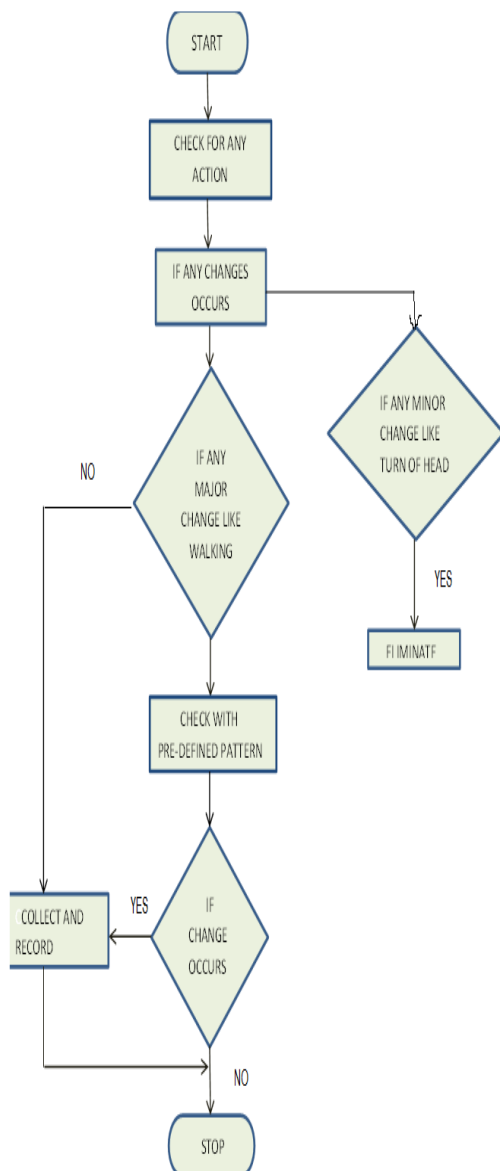 START
CHECK FOR ANY
ACTION
IF ANY CHANGES
OCCURS
IF ANY MINOR
CHANGE LIKE
TURN OF HEAD
IF ANY
MAJOR
CHANGE LIKE
WALKING
NO
YES
ELIMINATE
CHECK WITH
PRE-DEFINED PATTERN
YES
IF
CHANGE
OCCURS
COLLECT AND
RECORD
NO
STOP